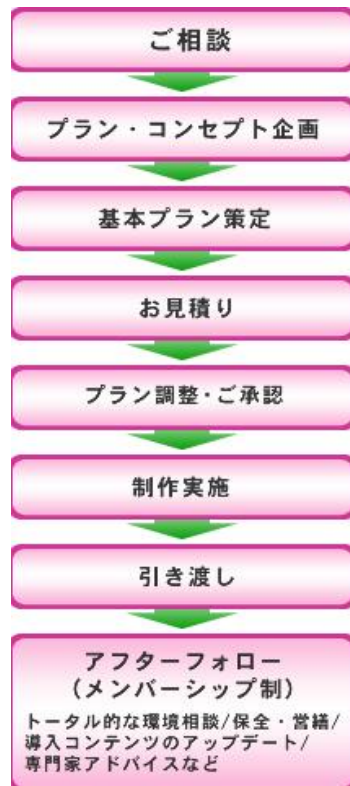 ご相談
プラン・コンセプト企画
基本プラン策定
お見積り
プラン調整・ご承認
制作実施
引き渡し
アフターフォロー
(メンバーシップ制)
トータル的な環境相談/保全・営繕/
導入コンテンツのアップデート/
専門家アドバイスなど